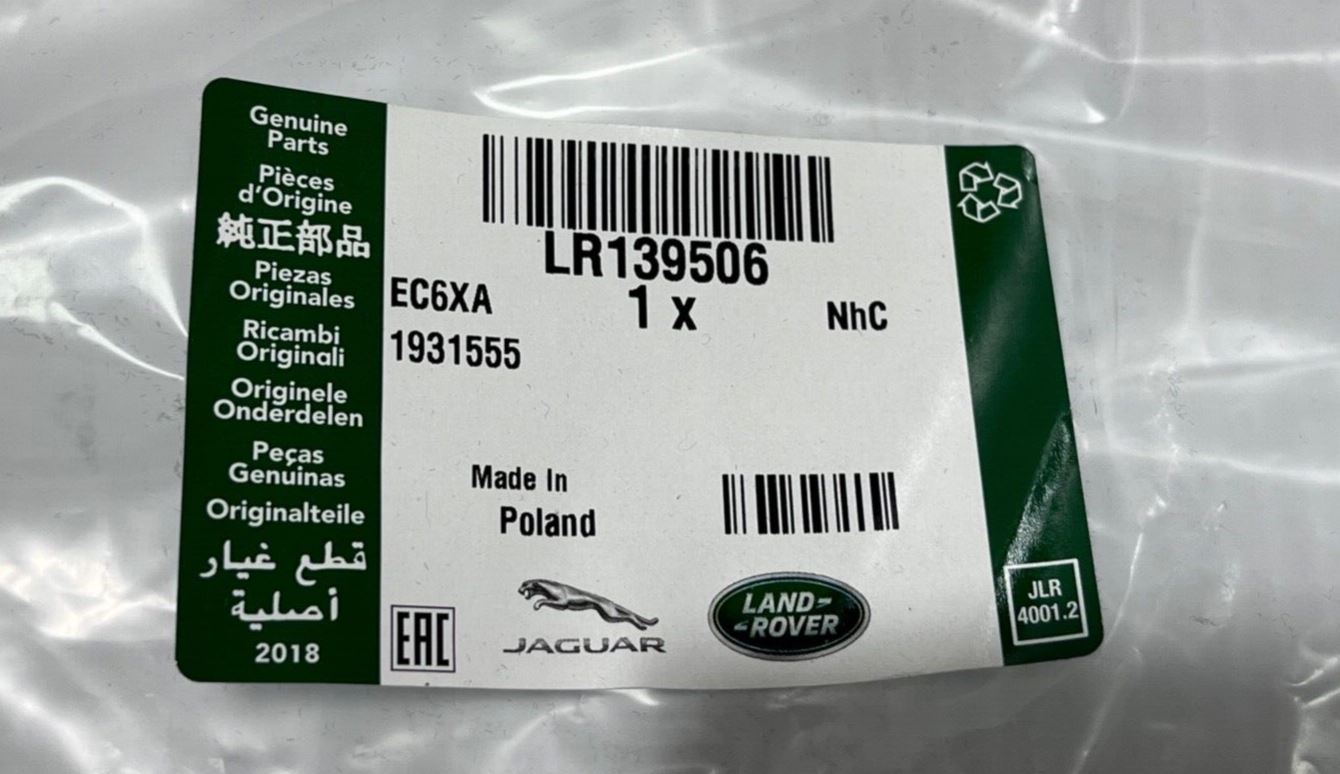 Genuine
Parts
Pièces
d'Origine
純正部品
Piezas
Originales
Ricambi
Originali
Originele
Onderdelen
Peças
Genuinas
Originalteile
قطع غيار
أصلية
2018
LR139506
EC6XA
1 x
NhC
1931555
Made In
Poland
EAC
JAGUAR
LAND-
-ROVER
JLR
4001.2